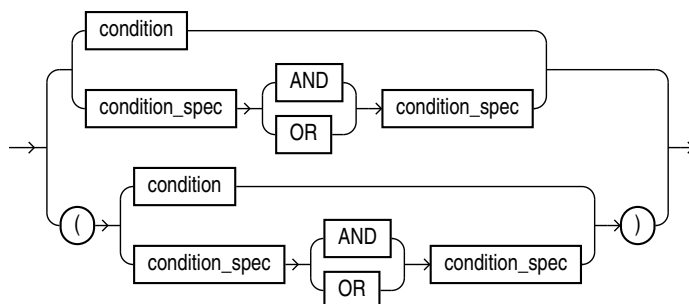 condition
AND
condition_spec condition_spec
OR
condition
( )
AND
condition_spec condition_spec
OR